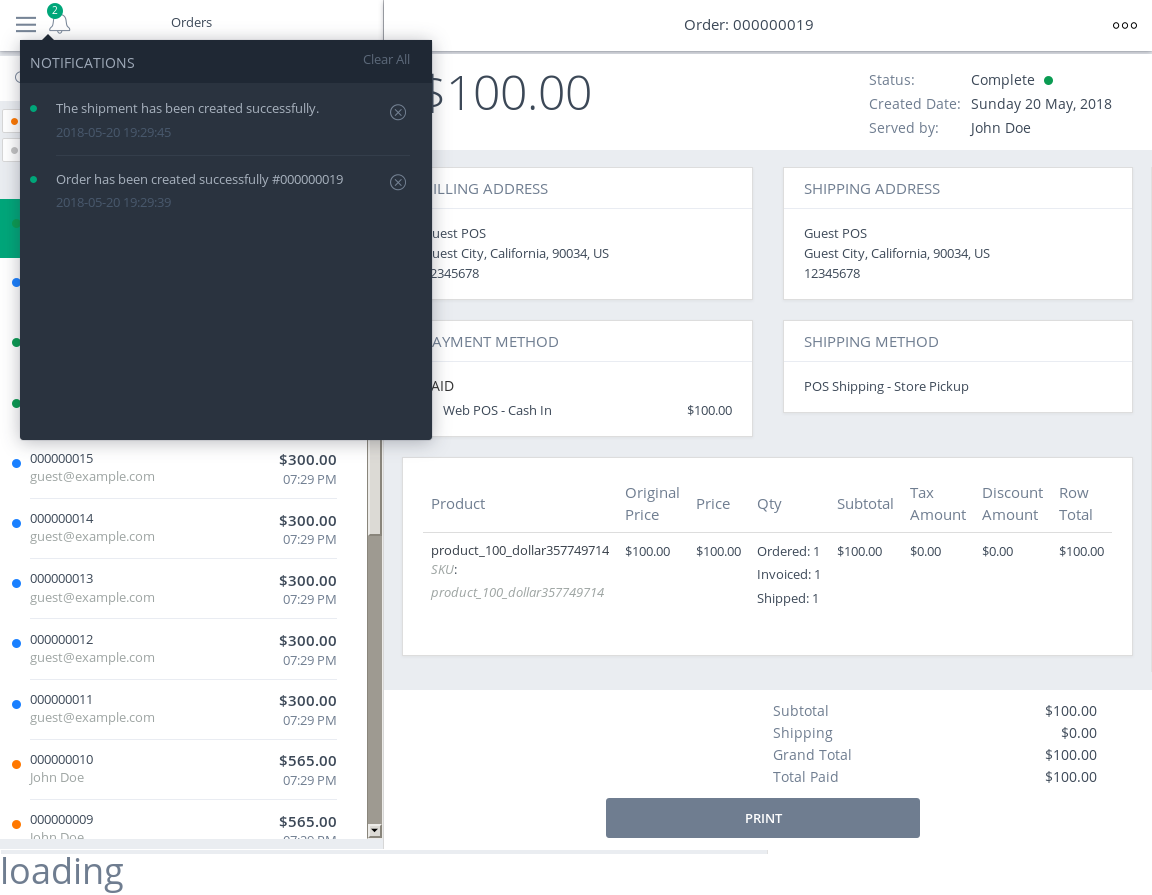 2
Orders
Order: 000000019
NOTIFICATIONS
Clear All
The shipment has been created successfully.
2018-05-20 19:29:45
Order has been created successfully #000000019
2018-05-20 19:29:39
$100.00
Status: Complete
Created Date: Sunday 20 May, 2018
Served by: John Doe
ILLING ADDRESS
uest POS
uest City, California, 90034, US
2345678
SHIPPING ADDRESS
Guest POS
Guest City, California, 90034, US
12345678
AYMENT METHOD
AID
Web POS - Cash In $100.00
SHIPPING METHOD
POS Shipping - Store Pickup
000000015 $300.00
guest@example.com 07:29 PM
000000014 $300.00
guest@example.com 07:29 PM
000000013 $300.00
guest@example.com 07:29 PM
000000012 $300.00
guest@example.com 07:29 PM
000000011 $300.00
guest@example.com 07:29 PM
000000010 $565.00
John Doe 07:29 PM
000000009 $565.00
John Doe 07:29 PM
Product Original Price Price Qty Subtotal Tax Amount Discount Amount Row Total
product_100_dollar357749714 $100.00 $100.00 Ordered: 1 $100.00 $0.00 $0.00 $100.00
SKU: Invoiced: 1
product_100_dollar357749714 Shipped: 1
Subtotal $100.00
Shipping $0.00
Grand Total $100.00
Total Paid $100.00
PRINT
loading